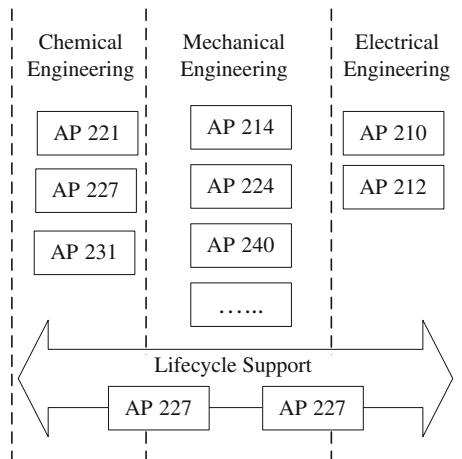 Chemical
Engineering
Mechanical
Engineering
Electrical
Engineering
AP 221
AP 227
AP 231
AP 214
AP 224
AP 240
…...
AP 210
AP 212
Lifecycle Support
AP 227
AP 227